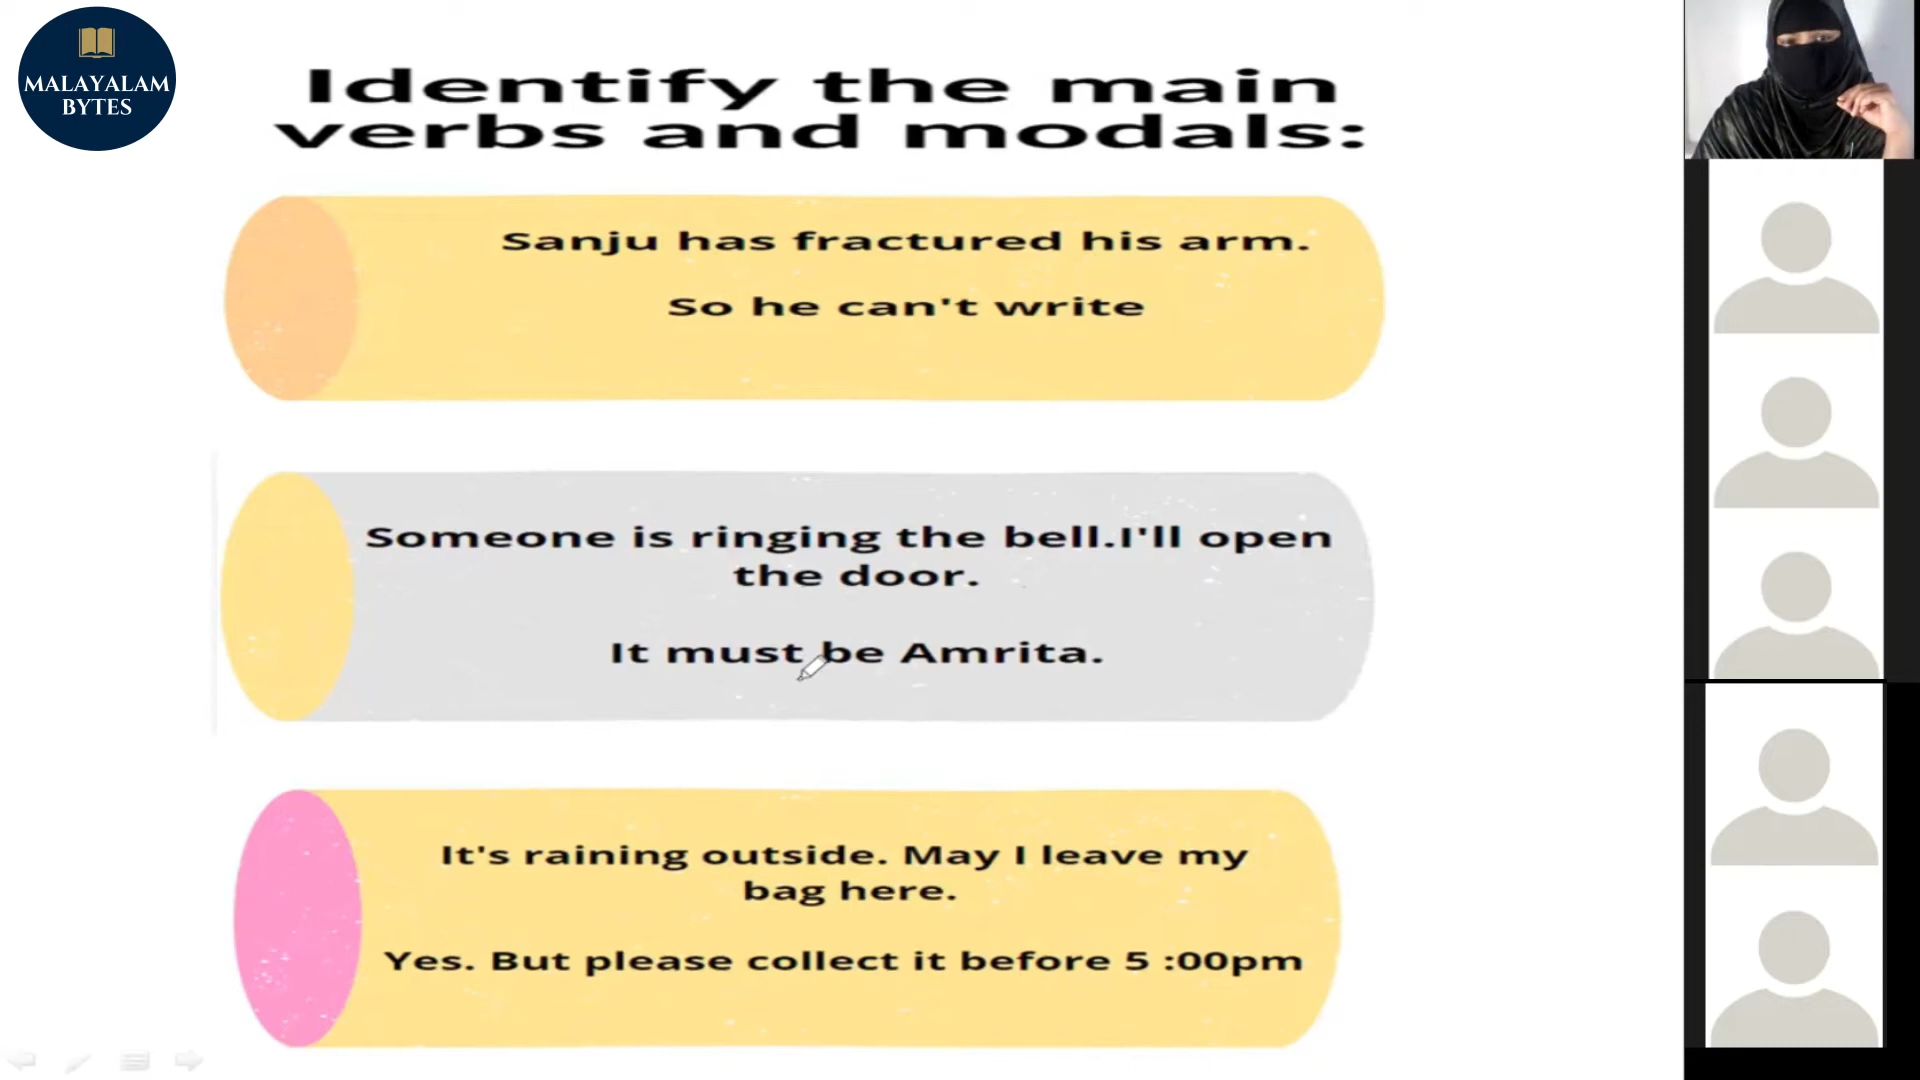 MALAYALAM
BYTES
Identify the main
verbs and modals:
Sanju has fractured his arm.
So he can't write
Someone is ringing the bell.I'll open
the door.
It must be Amrita.
It's raining outside. May I leave my
bag here.
Yes. But please collect it before 5 :00pm